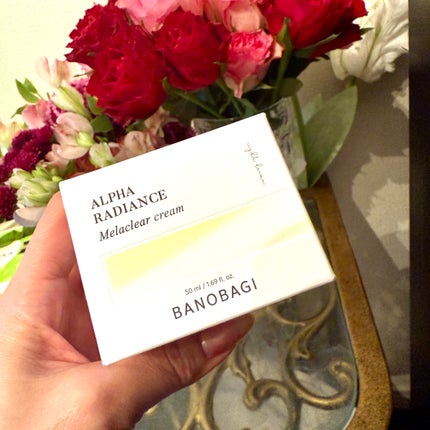 ALPHA
RADIANCE
Melaclear cream
50 ml / 1.69 fl. oz.
BANOBAGI